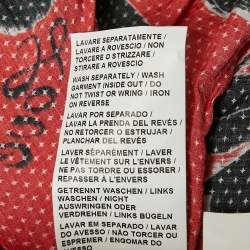 LAVARE SEPARATAMENTE /
LAVARE A ROVESCIO / NON
TORCERE O STRIZZARE /
STIRARE A ROVESCIO
WASH SEPARATELY / WASH
GARMENT INSIDE OUT / DO
NOT TWIST OR WRING / IRON
ON REVERSE
LAVAR POR SEPARADO /
LAVAR LA PRENDA DEL REVÉS /
NO RETORCER O ESTRUJAR /
PLANCHAR DEL REVÉS
LAVER SÉPARÉMENT / LAVER
LE VÊTEMENT SUR L'ENVERS /
NE PAS TORDRE OU ESSORER /
REPASSER À L'ENVERS
GETRENNT WASCHEN / LINKS
WASCHEN / NICHT
AUSWRINGEN ODER
VERDREHEN / LINKS BÜGELN
LAVAR EM SEPARADO / LAVAR
DO AVESSO / NÃO TORCER OU
ESPREMER / ENGOMAR DO